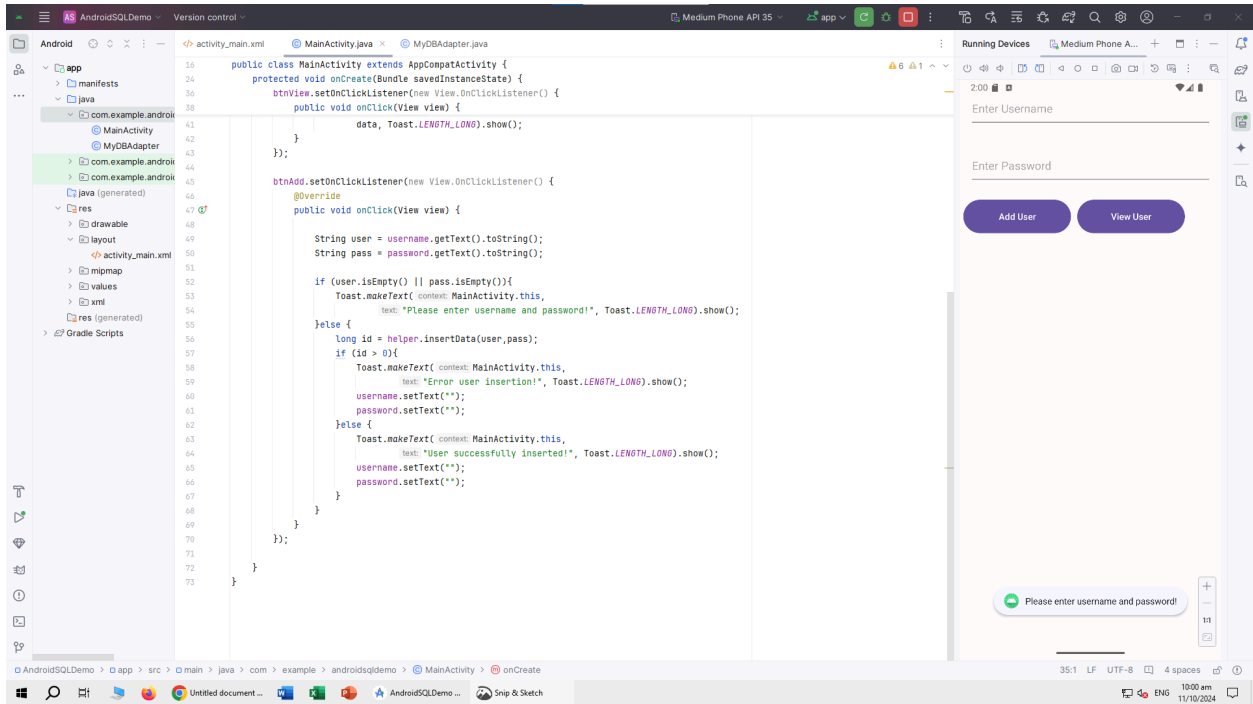 AS AndroidSQLDemo Version control Medium Phone API 35 app
Android
app
manifests
java
com.example.androi
MainActivity
MyDBAdapter
com.example.androi
com.example.androi
java (generated)
res
drawable
layout
activity_main.xml
mipmap
values
xml
res (generated)
Gradle Scripts
activity_main.xml MainActivity.java MyDBAdapter.java
6 1
16 public class MainActivity extends AppCompatActivity {
24 protected void onCreate(Bundle savedInstanceState) {
36 btnView.setOnClickListener(new View.OnClickListener() {
38 public void onClick(View view) {
41 data, Toast.LENGTH_LONG).show();
42 }
43 });
44
45 btnAdd.setOnClickListener(new View.OnClickListener() {
46 @Override
47 public void onClick(View view) {
48
49 String user = username.getText().toString();
50 String pass = password.getText().toString();
51
52 if (user.isEmpty() || pass.isEmpty()){
53 Toast.makeText( context: MainActivity.this,
54 text: "Please enter username and password!", Toast.LENGTH_LONG).show();
55 }else {
56 long id = helper.insertData(user,pass);
57 if (id > 0){
58 Toast.makeText( context: MainActivity.this,
59 text: "Error user insertion!", Toast.LENGTH_LONG).show();
60 username.setText("");
61 password.setText("");
62 }else {
63 Toast.makeText( context: MainActivity.this,
64 text: "User successfully inserted!", Toast.LENGTH_LONG).show();
65 username.setText("");
66 password.setText("");
67 }
68 }
69 }
70 });
71
72 }
73 }
Running Devices Medium Phone A...
2:00
Enter Username
Enter Password
Add User View User
Please enter username and password!
1:1
AndroidSQLDemo > app > src > main > java > com > example > androidsqldemo > MainActivity > onCreate
35:1 LF UTF-8 4 spaces
Untitled document ... AndroidSQLDemo ... Snip & Sketch
ENG 10:00 am
11/10/2024